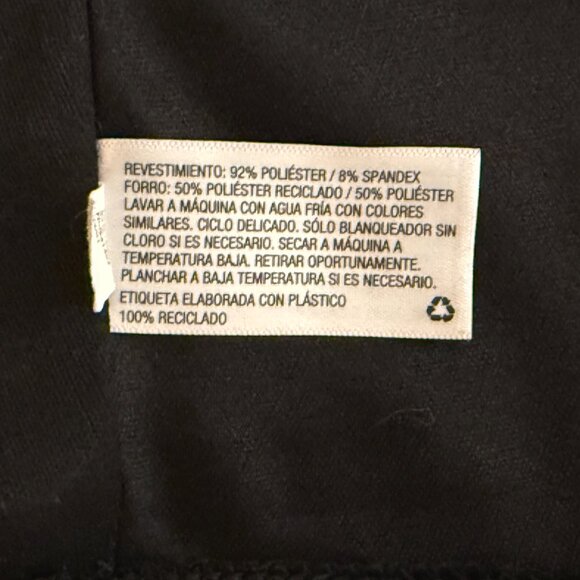 REVESTIMIENTO: 92% POLIÉSTER / 8% SPANDEX
FORRO: 50% POLIÉSTER RECICLADO / 50% POLIÉSTER
LAVAR A MÁQUINA CON AGUA FRÍA CON COLORES
SIMILARES. CICLO DELICADO. SÓLO BLANQUEADOR SIN
CLORO SI ES NECESARIO. SECAR A MÁQUINA A
TEMPERATURA BAJA. RETIRAR OPORTUNAMENTE.
PLANCHAR A BAJA TEMPERATURA SI ES NECESARIO.
ETIQUETA ELABORADA CON PLÁSTICO
100% RECICLADO